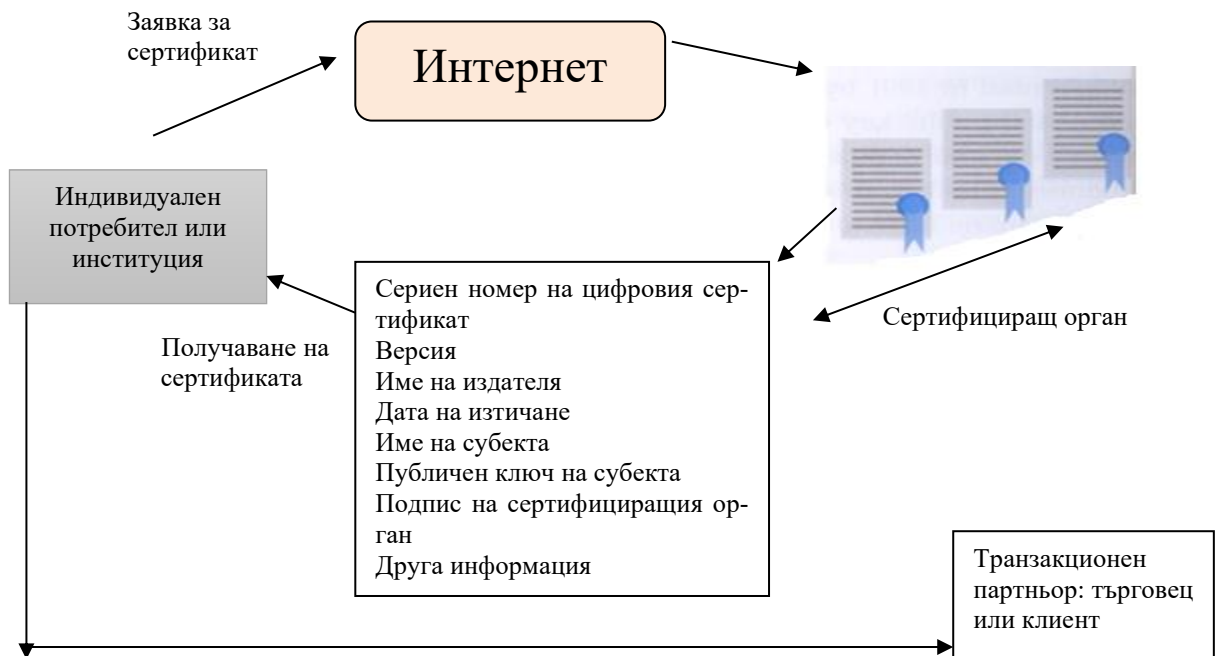 Заявка за
сертификат
Интернет
Индивидуален
потребител или
институция
Сериен номер на цифровия сер-
тификат
Версия
Име на издателя
Дата на изтичане
Име на субекта
Публичен ключ на субекта
Подпис на сертифициращия ор-
ган
Друга информация
Сертифициращ орган
Получаване на
сертификата
Транзакционен
партньор: търговец
или клиент